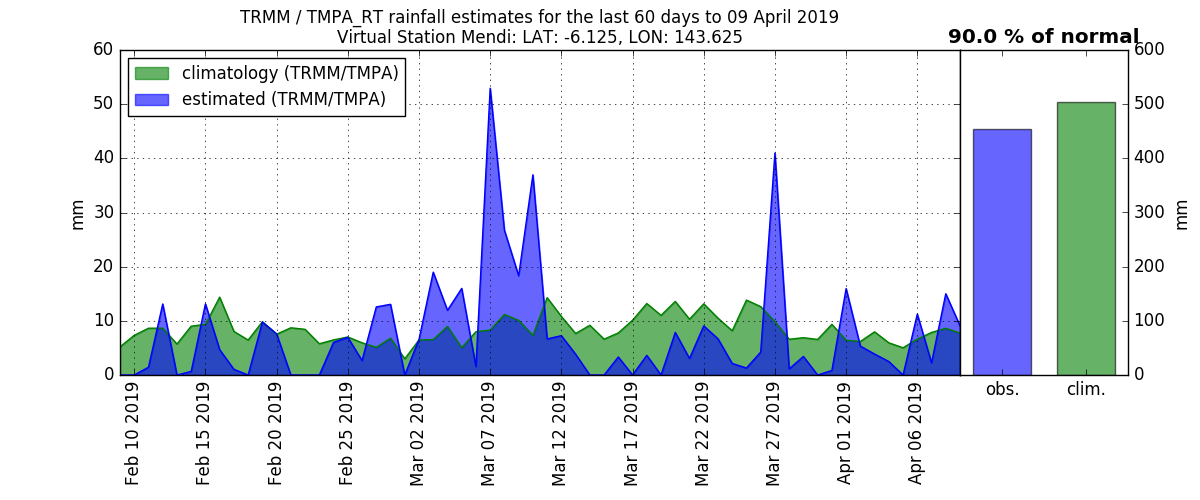 TRMM / TMPA_RT rainfall estimates for the last 60 days to 09 April 2019
Virtual Station Mendi: LAT: -6.125, LON: 143.625
90.0 % of normal
climatology (TRMM/TMPA)
estimated (TRMM/TMPA)
60
50
40
30
20
10
0
mm
600
500
400
300
200
100
0
mm
obs.
clim.
Feb 10 2019
Feb 15 2019
Feb 20 2019
Feb 25 2019
Mar 02 2019
Mar 07 2019
Mar 12 2019
Mar 17 2019
Mar 22 2019
Mar 27 2019
Apr 01 2019
Apr 06 2019